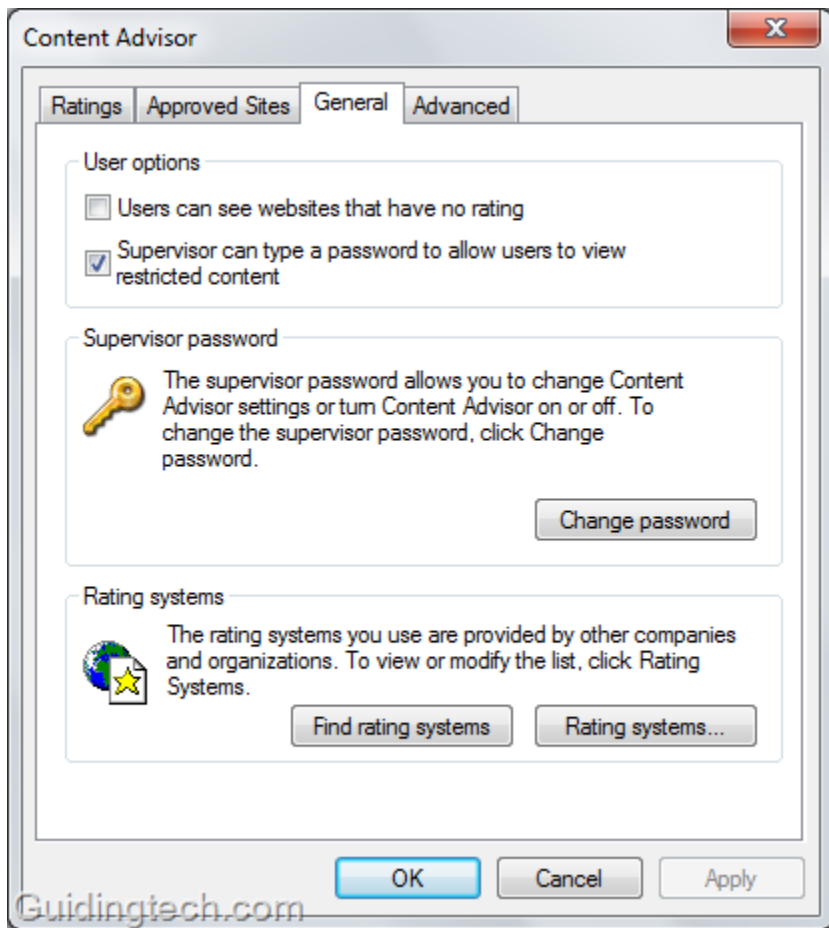 Content Advisor
Ratings
Approved Sites
General
Advanced
User options
Users can see websites that have no rating
Supervisor can type a password to allow users to view
restricted content
Supervisor password
The supervisor password allows you to change Content
Advisor settings or turn Content Advisor on or off. To
change the supervisor password, click Change
password.
Change password
Rating systems
The rating systems you use are provided by other companies
and organizations. To view or modify the list, click Rating
Systems.
Find rating systems
Rating systems...
OK
Cancel
Apply
Guidingtech.com